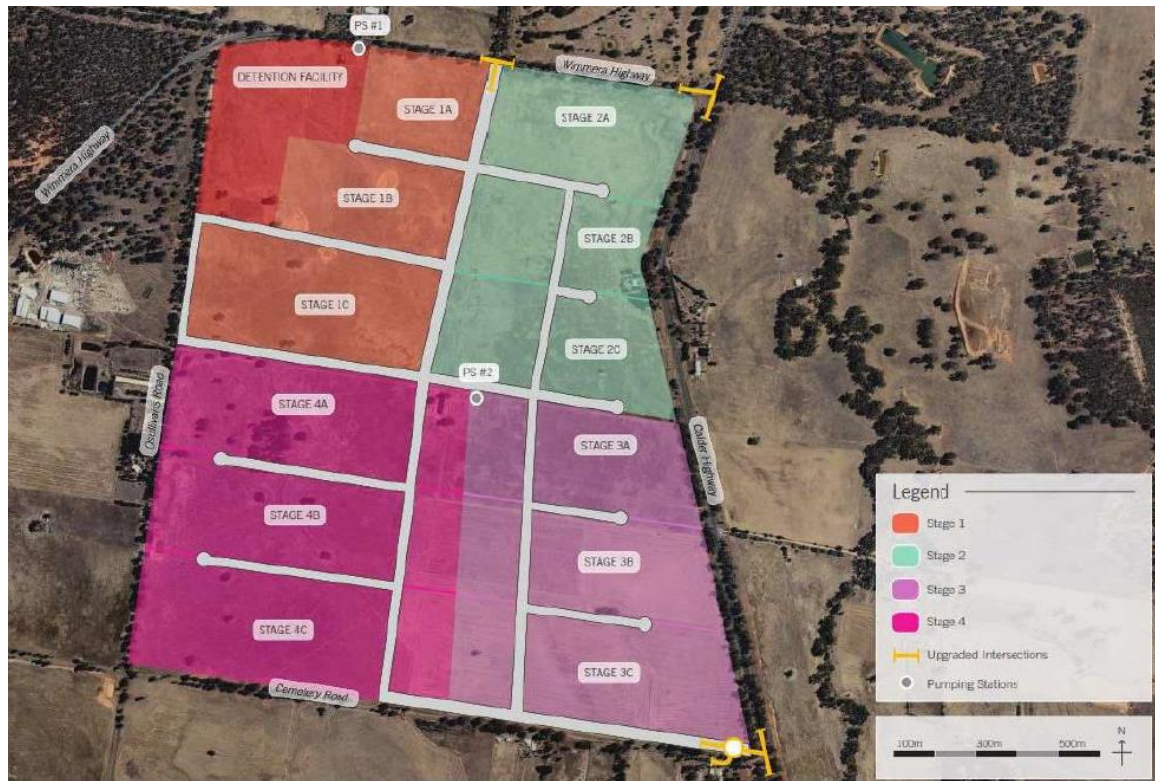 PS #1
DETENTION FACILITY
Wimmera Highway
STAGE 1A
STAGE 2A
Wimmera Highway
STAGE 1B
STAGE 2B
STAGE 1C
STAGE 2C
PS #2
STAGE 4A
Osullivans Road
STAGE 3A
Calder Highway
STAGE 4B
STAGE 3B
STAGE 4C
STAGE 3C
Cemetery Road
Legend
Stage 1
Stage 2
Stage 3
Stage 4
Upgraded Intersections
Pumping Stations
100m 300m 500m
N